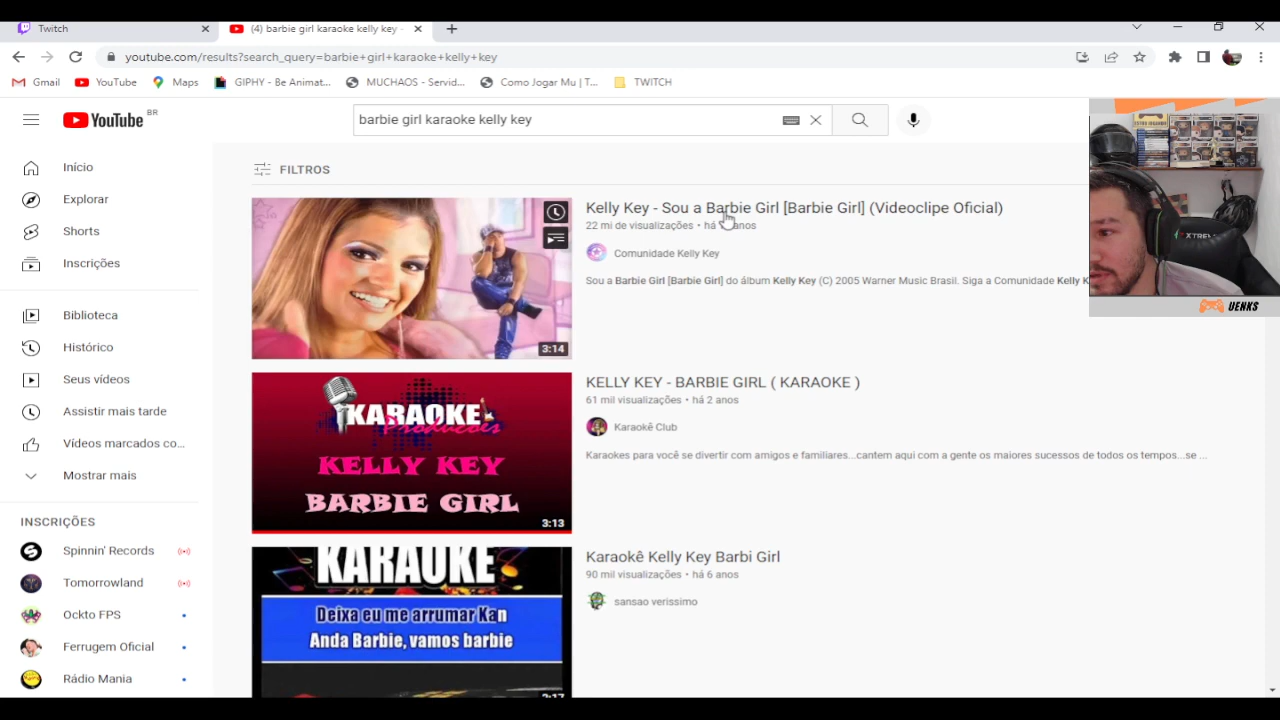 Twitch
(4) barbie girl karaoke kelly key -
youtube.com/results?search_query=barbie+girl+karaoke+kelly+key
Gmail
YouTube
Maps
GIPHY - Be Animat...
MUCHAOS - Servid...
Como Jogar Mu | T...
TWITCH
YouTube BR
barbie girl karaoke kelly key
Início
Explorar
Shorts
Inscrições
Biblioteca
Histórico
Seus vídeos
Assistir mais tarde
Vídeos marcados co...
Mostrar mais
INSCRIÇÕES
Spinnin' Records
Tomorrowland
Ockto FPS
Ferrugem Oficial
Rádio Mania
FILTROS
3:14
Kelly Key - Sou a Barbie Girl [Barbie Girl] (Videoclipe Oficial)
22 mi de visualizações • há anos
Comunidade Kelly Key
Sou a Barbie Girl [Barbie Girl] do álbum Kelly Key (C) 2005 Warner Music Brasil. Siga a Comunidade Kelly K
KARAOKE
Produções
KELLY KEY
BARBIE GIRL
3:13
KELLY KEY - BARBIE GIRL ( KARAOKE )
61 mil visualizações • há 2 anos
Karaokê Club
Karaokes para você se divertir com amigos e familiares...cantem aqui com a gente os maiores sucessos de todos os tempos...se ...
KARAOKE
Deixa eu me arrumar Kan
Anda Barbie, vamos barbie
3:17
Karaokê Kelly Key Barbi Girl
90 mil visualizações • há 6 anos
sansao verissimo
XTREM
UENKS